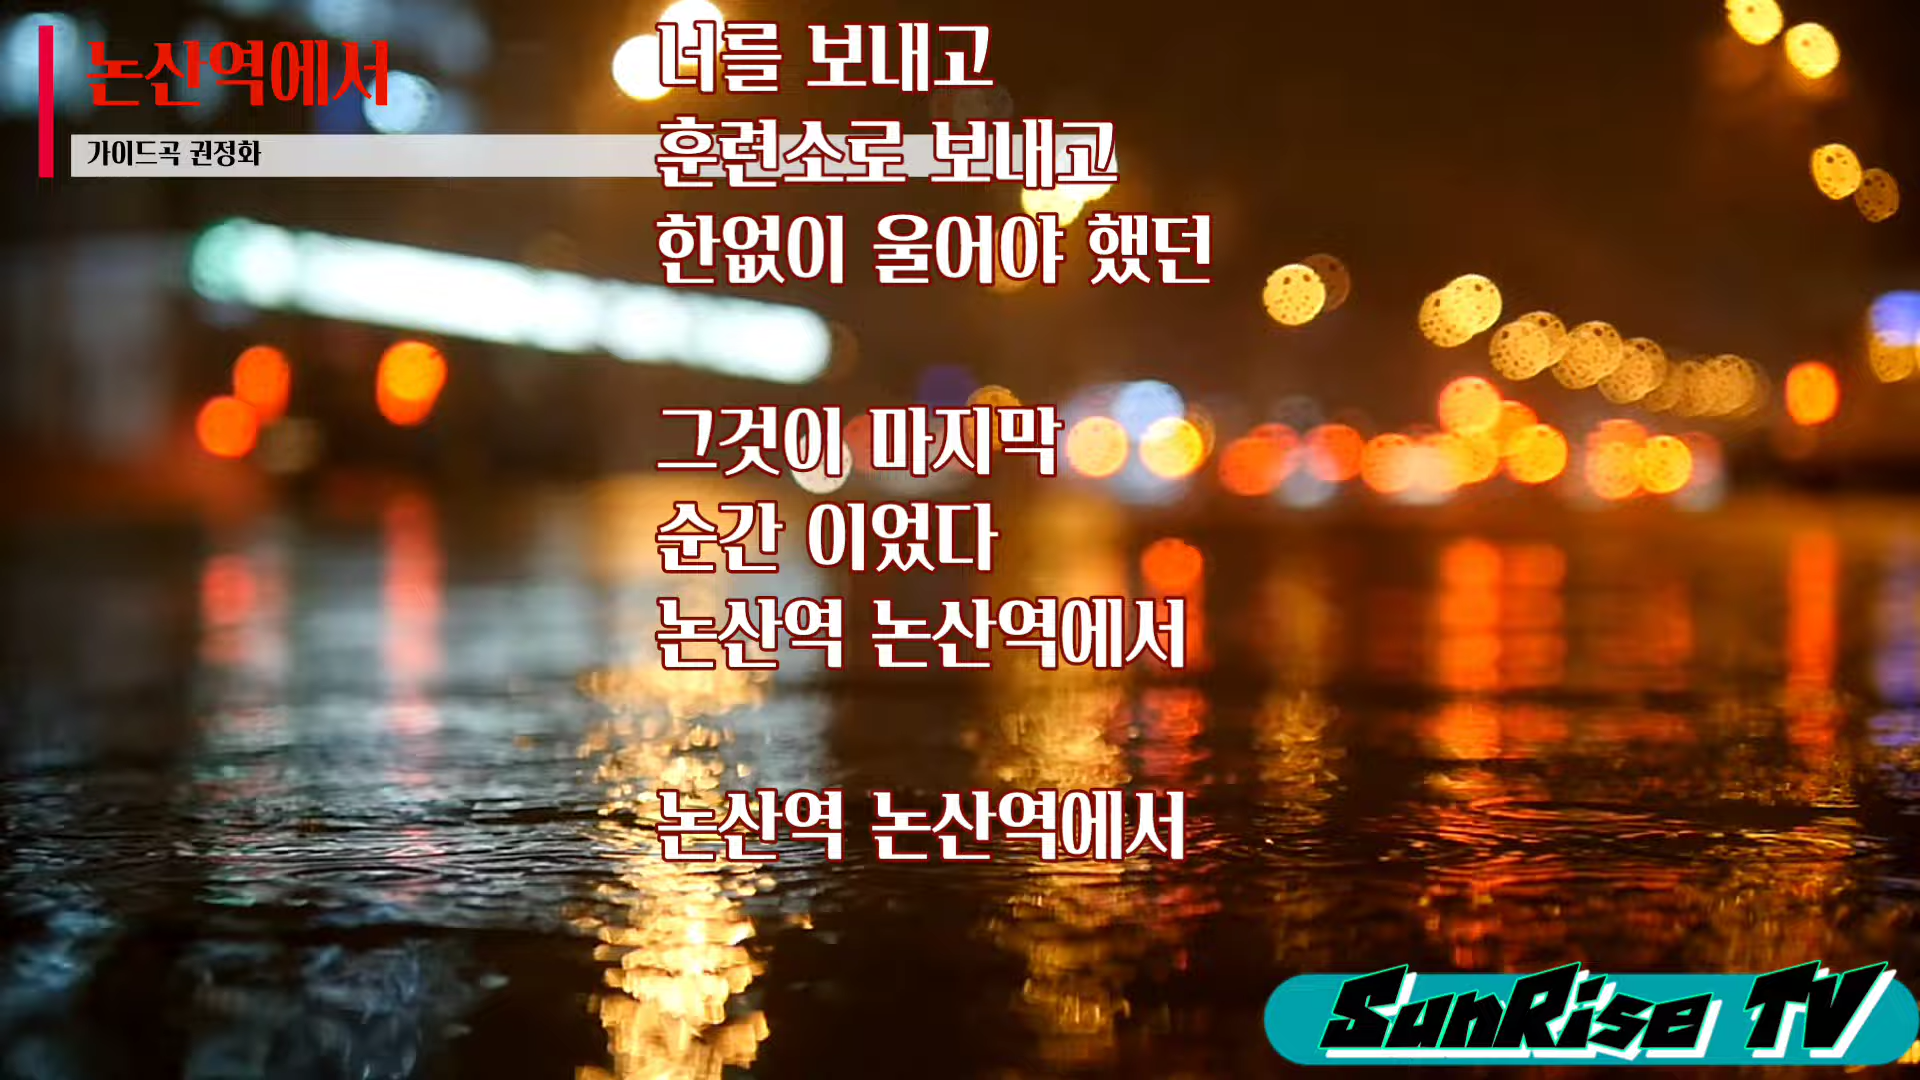 논산역에서
가이드곡 권정화
너를 보내고
훈련소로 보내고
한없이 울어야 했던
그것이 마지막
순간 이었다
논산역 논산역에서
논산역 논산역에서
SunRise TV